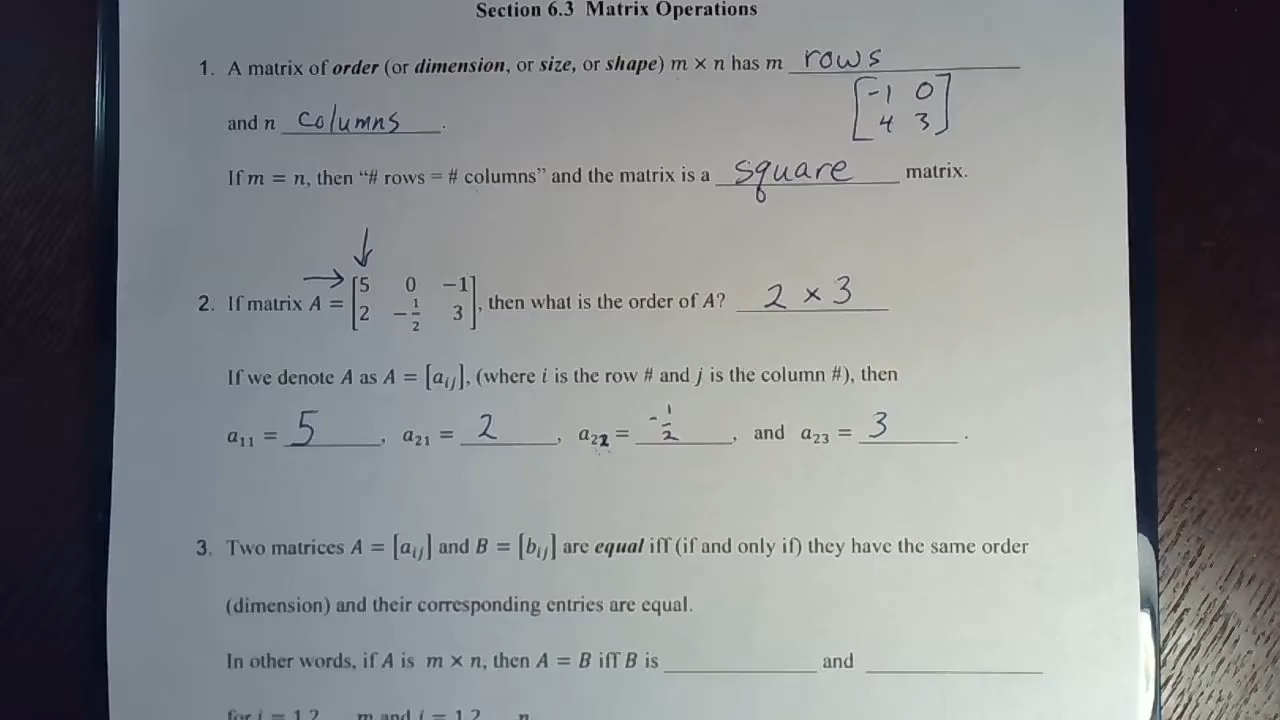 Section 6.3 Matrix Operations
1. A matrix of order (or dimension, or size, or shape) m × n has m rows
and n columns.
[-1 0
4 3]
If m = n, then “# rows = # columns” and the matrix is a square matrix.
2. If matrix A = [5 0 −1
2 −1/2 3], then what is the order of A? 2 × 3
If we denote A as A = [aᵢⱼ], (where i is the row # and j is the column #), then
a₁₁ = 5, a₂₁ = 2, a₂₂ = -1/2, and a₂₃ = 3.
3. Two matrices A = [aᵢⱼ] and B = [bᵢⱼ] are equal iff (if and only if) they have the same order
(dimension) and their corresponding entries are equal.
In other words, if A is m × n, then A = B iff B is ____ and ____